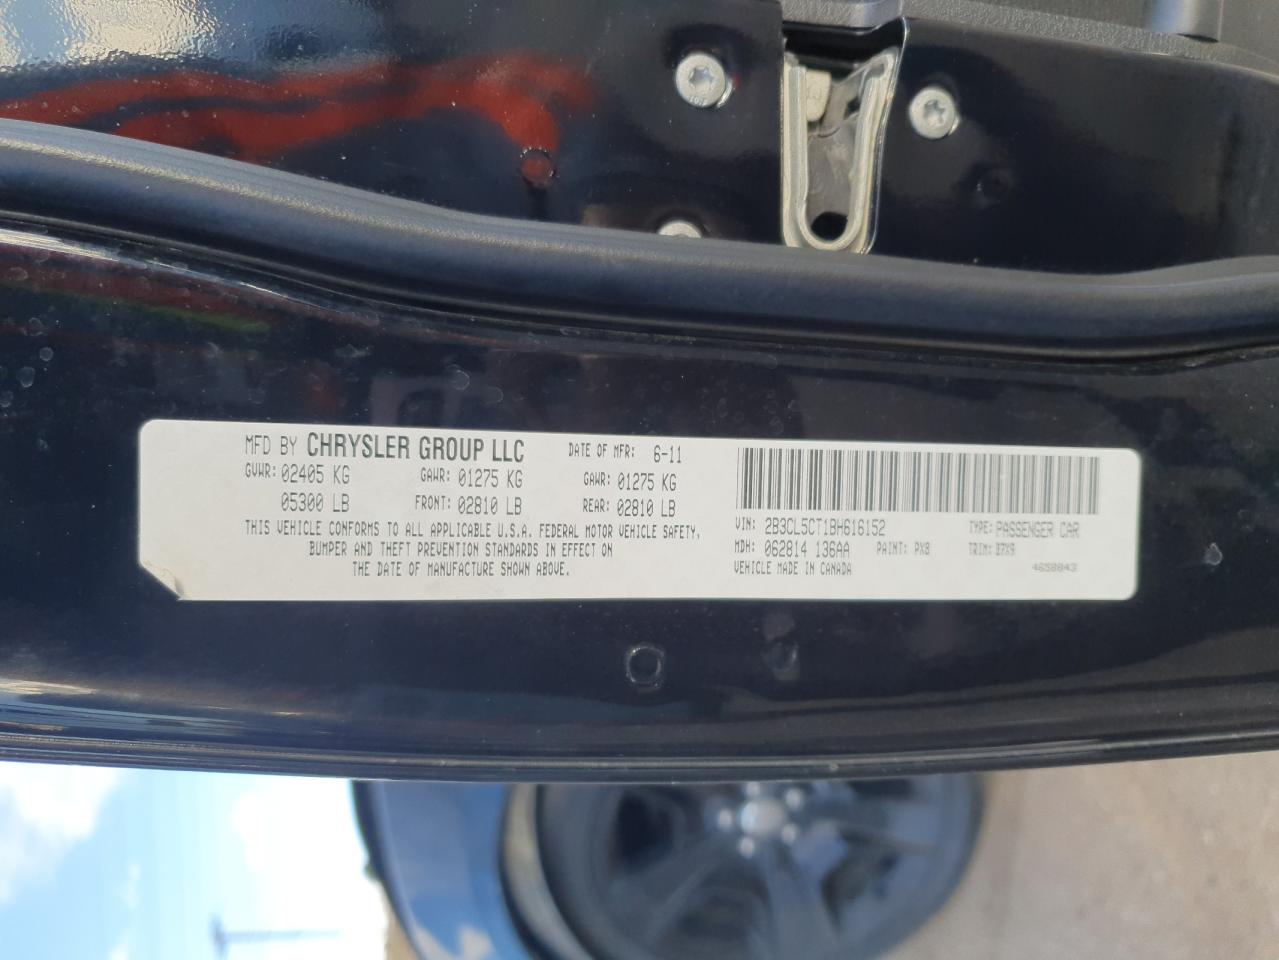 MFD BY CHRYSLER GROUP LLC DATE OF MFR: 6-11
GVWR: 02405 KG GAWR: 01275 KG GAWR: 01275 KG
05300 LB FRONT: 02810 LB REAR: 02810 LB
THIS VEHICLE CONFORMS TO ALL APPLICABLE U.S.A. FEDERAL MOTOR VEHICLE SAFETY,
BUMPER AND THEFT PREVENTION STANDARDS IN EFFECT ON
THE DATE OF MANUFACTURE SHOWN ABOVE.
VIN: 2B3CL5CT1BH616152 TYPE: PASSENGER CAR
MDH: 062814 136AA PAINT: PX8 TRIM: B7X9
VEHICLE MADE IN CANADA 4658843